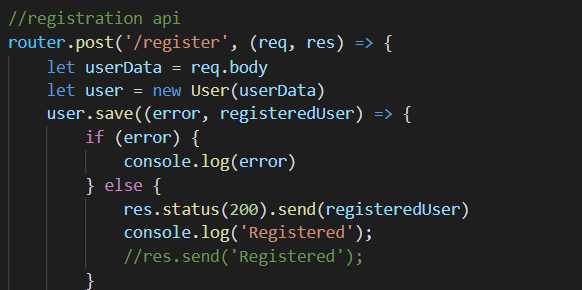 //registration api
router.post('/register', (req, res) => {
    let userData = req.body
    let user = new User(userData)
    user.save((error, registeredUser) => {
        if (error) {
            console.log(error)
        } else {
            res.status(200).send(registeredUser)
            console.log('Registered');
            //res.send('Registered');
        }